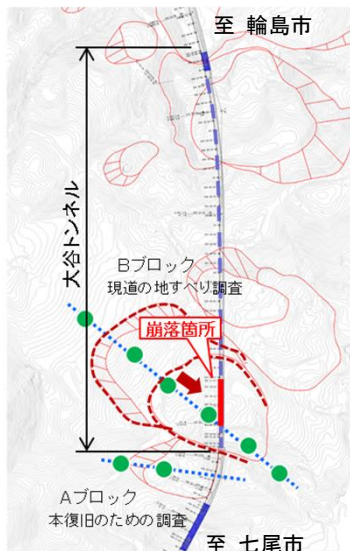 至 輪島市
大谷トンネル
Bブロック
現道の地すべり調査
崩落箇所
Aブロック
本復旧のための調査
至 七尾市